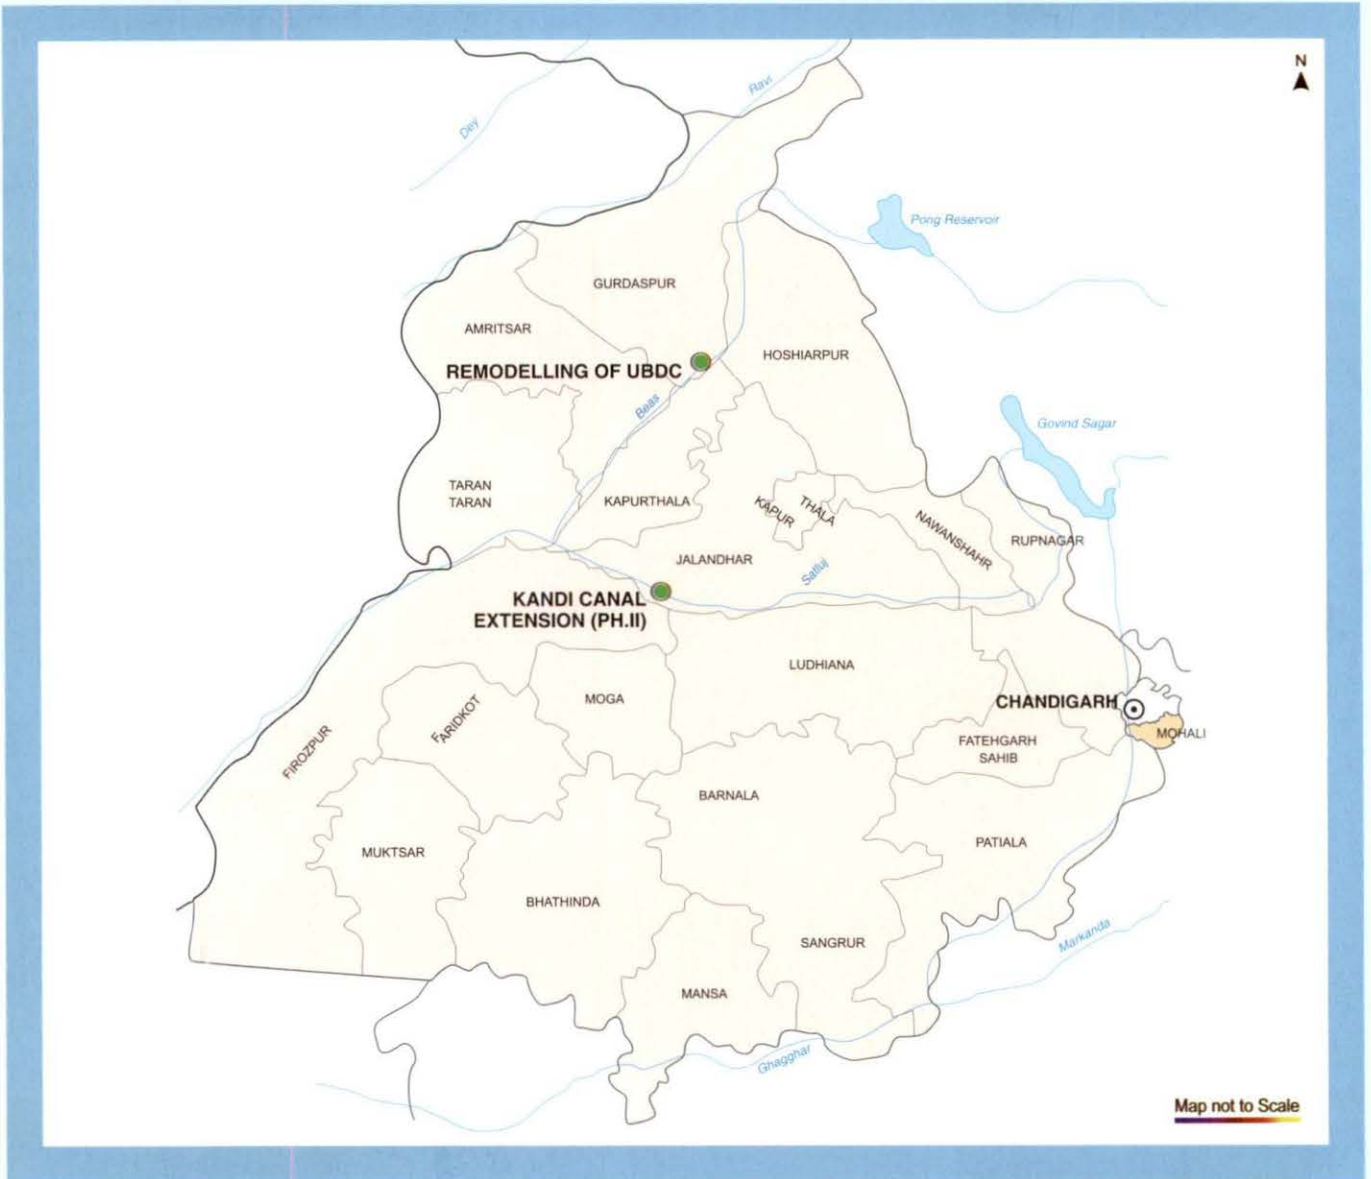 N
Ravi
Dey
Pong Reservoir
GURDASPUR
AMRITSAR
HOSHIARPUR
REMODELLING OF UBDC
Beas
Govind Sagar
TARAN
TARAN
KAPURTHALA
KAPUR
THALA
NAWANSHAHR
RUPNAGAR
JALANDHAR
Satluj
KANDI CANAL
EXTENSION (PH.II)
LUDHIANA
MOGA
CHANDIGARH
FARIDKOT
FIROZPUR
MOHALI
FATEHGARH
SAHIB
BARNALA
PATIALA
MUKTSAR
BHATHINDA
Markanda
SANGRUR
MANSA
Ghagghar
Map not to Scale